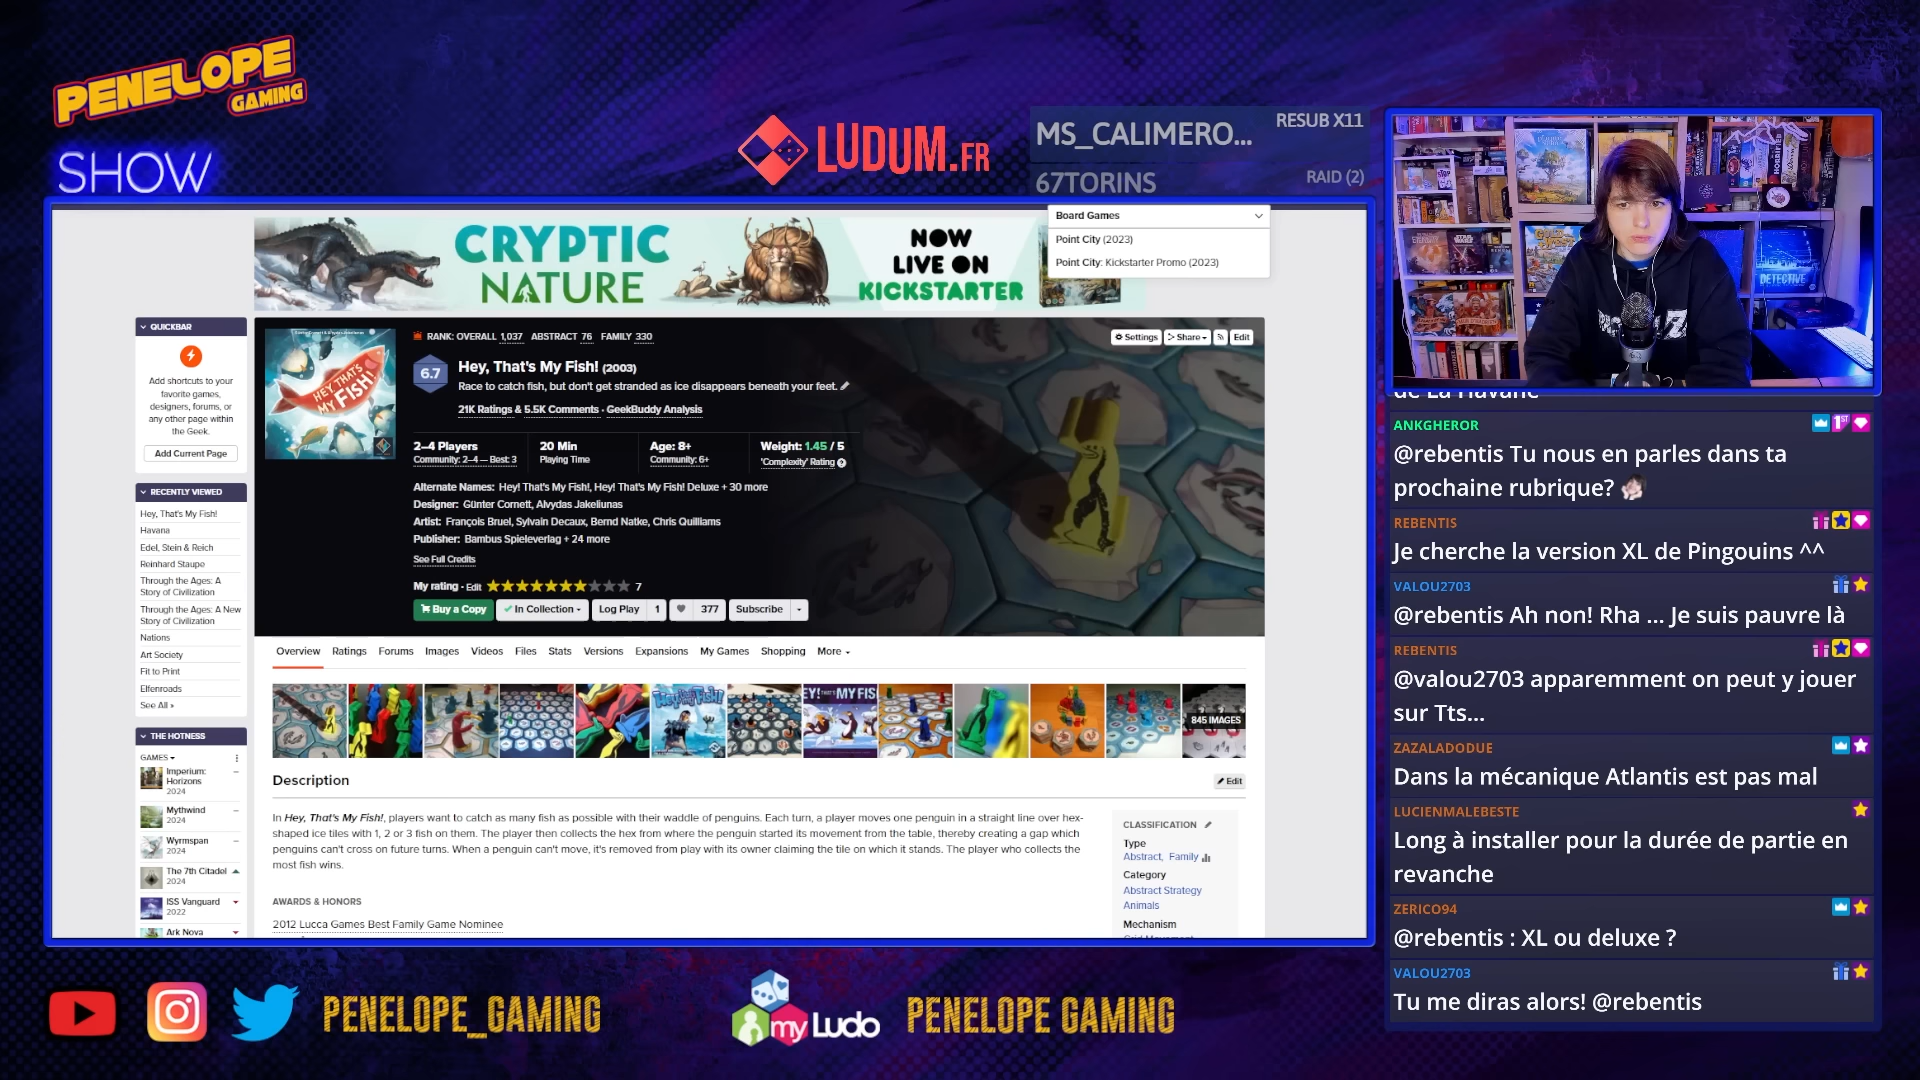 PENELOPE
GAMING
SHOW
LUDUM.FR
MS_CALIMERO... RESUB X11
67TORINS RAID (2)
CRYPTIC
NATURE
NOW
LIVE ON
KICKSTARTER
Board Games
Point City (2023)
Point City: Kickstarter Promo (2023)
QUICKBAR
Add shortcuts to your
favorite games,
designers, forums, or
any other page within
the Geek.
Add Current Page
RECENTLY VIEWED
Hey, That's My Fish!
Havana
Edel, Stein & Reich
Reinhard Staupe
Through the Ages: A
Story of Civilization
Through the Ages: A New
Story of Civilization
Nations
Art Society
Fit to Print
Elfenroads
See All »
THE HOTNESS
GAMES
Imperium:
Horizons
2024
Mythwind
2024
Wyrmspan
2024
The 7th Citadel
2024
ISS Vanguard
2022
Ark Nova
HEY, THAT'S
MY FISH!
RANK: OVERALL 1,037 ABSTRACT 76 FAMILY 330
Settings Share Edit
6.7
Hey, That's My Fish! (2003)
Race to catch fish, but don't get stranded as ice disappears beneath your feet.
21K Ratings & 5.5K Comments · GeekBuddy Analysis
2–4 Players 20 Min Age: 8+ Weight: 1.45 / 5
Community: 2–4 — Best: 3 Playing Time Community: 6+ 'Complexity' Rating
Alternate Names: Hey! That's My Fish!, Hey! That's My Fish! Deluxe + 30 more
Designer: Günter Cornett, Alvydas Jakeliunas
Artist: François Bruel, Sylvain Decaux, Bernd Natke, Chris Quilliams
Publisher: Bambus Spieleverlag + 24 more
See Full Credits
My rating · Edit 7
Buy a Copy In Collection Log Play 1 377 Subscribe
Overview Ratings Forums Images Videos Files Stats Versions Expansions My Games Shopping More
845 IMAGES
Description
Edit
In Hey, That's My Fish!, players want to catch as many fish as possible with their waddle of penguins. Each turn, a player moves one penguin in a straight line over hex-
shaped ice tiles with 1, 2 or 3 fish on them. The player then collects the hex from where the penguin started its movement from the table, thereby creating a gap which
penguins can't cross on future turns. When a penguin can't move, it's removed from play with its owner claiming the tile on which it stands. The player who collects the
most fish wins.
AWARDS & HONORS
2012 Lucca Games Best Family Game Nominee
CLASSIFICATION
Type
Abstract, Family
Category
Abstract Strategy
Animals
Mechanism
Grid Movement
DETECTIVE
de La Havane
ANKGHEROR
@rebentis Tu nous en parles dans ta
prochaine rubrique?
REBENTIS
Je cherche la version XL de Pingouins ^^
VALOU2703
@rebentis Ah non! Rha ... Je suis pauvre là
REBENTIS
@valou2703 apparemment on peut y jouer
sur Tts...
ZAZALADODUE
Dans la mécanique Atlantis est pas mal
LUCIENMALEBESTE
Long à installer pour la durée de partie en
revanche
ZERICO94
@rebentis : XL ou deluxe ?
VALOU2703
Tu me diras alors! @rebentis
PENELOPE_GAMING
myLudo
PENELOPE GAMING